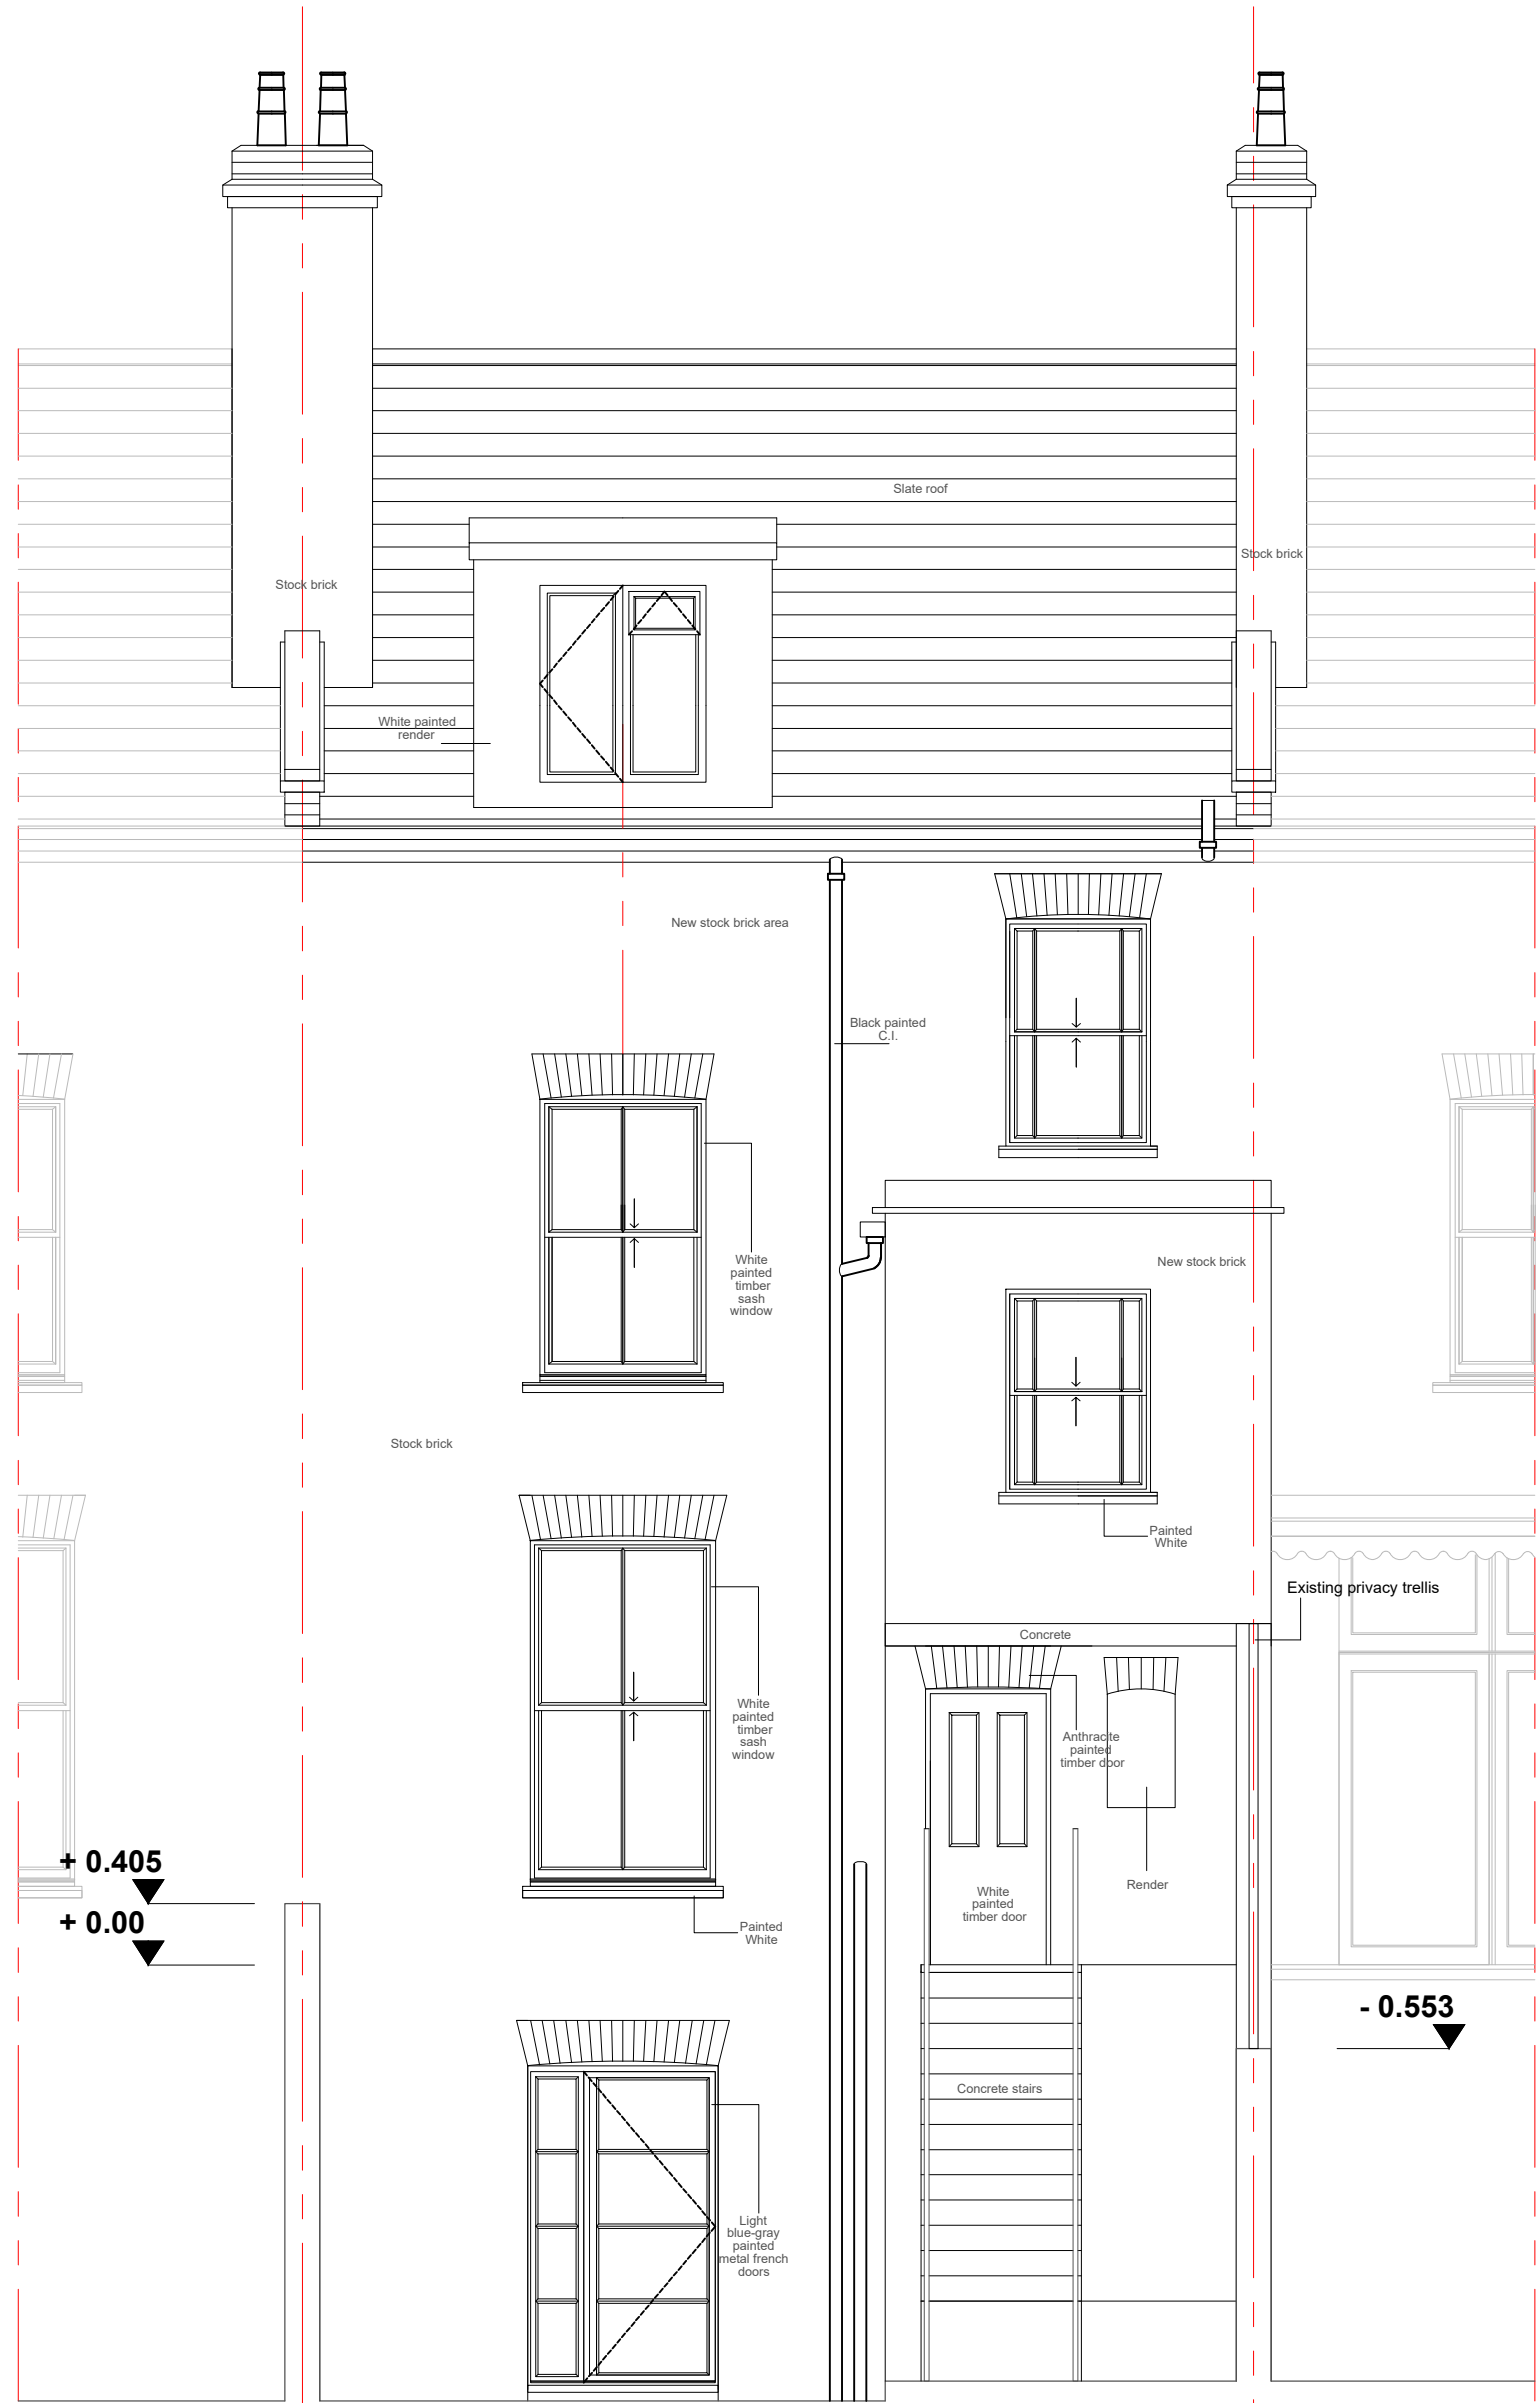 Slate roof
Stock brick
Stock brick
White painted
render
New stock brick area
Black painted
C.I.
White
painted
timber
sash
window
New stock brick
Stock brick
Painted
White
Existing privacy trellis
Concrete
White
painted
timber
sash
window
Anthracite
painted
timber door
+ 0.405
Render
White
painted
timber door
+ 0.00
Painted
White
- 0.553
Concrete stairs
Light
blue-gray
painted
metal french
doors